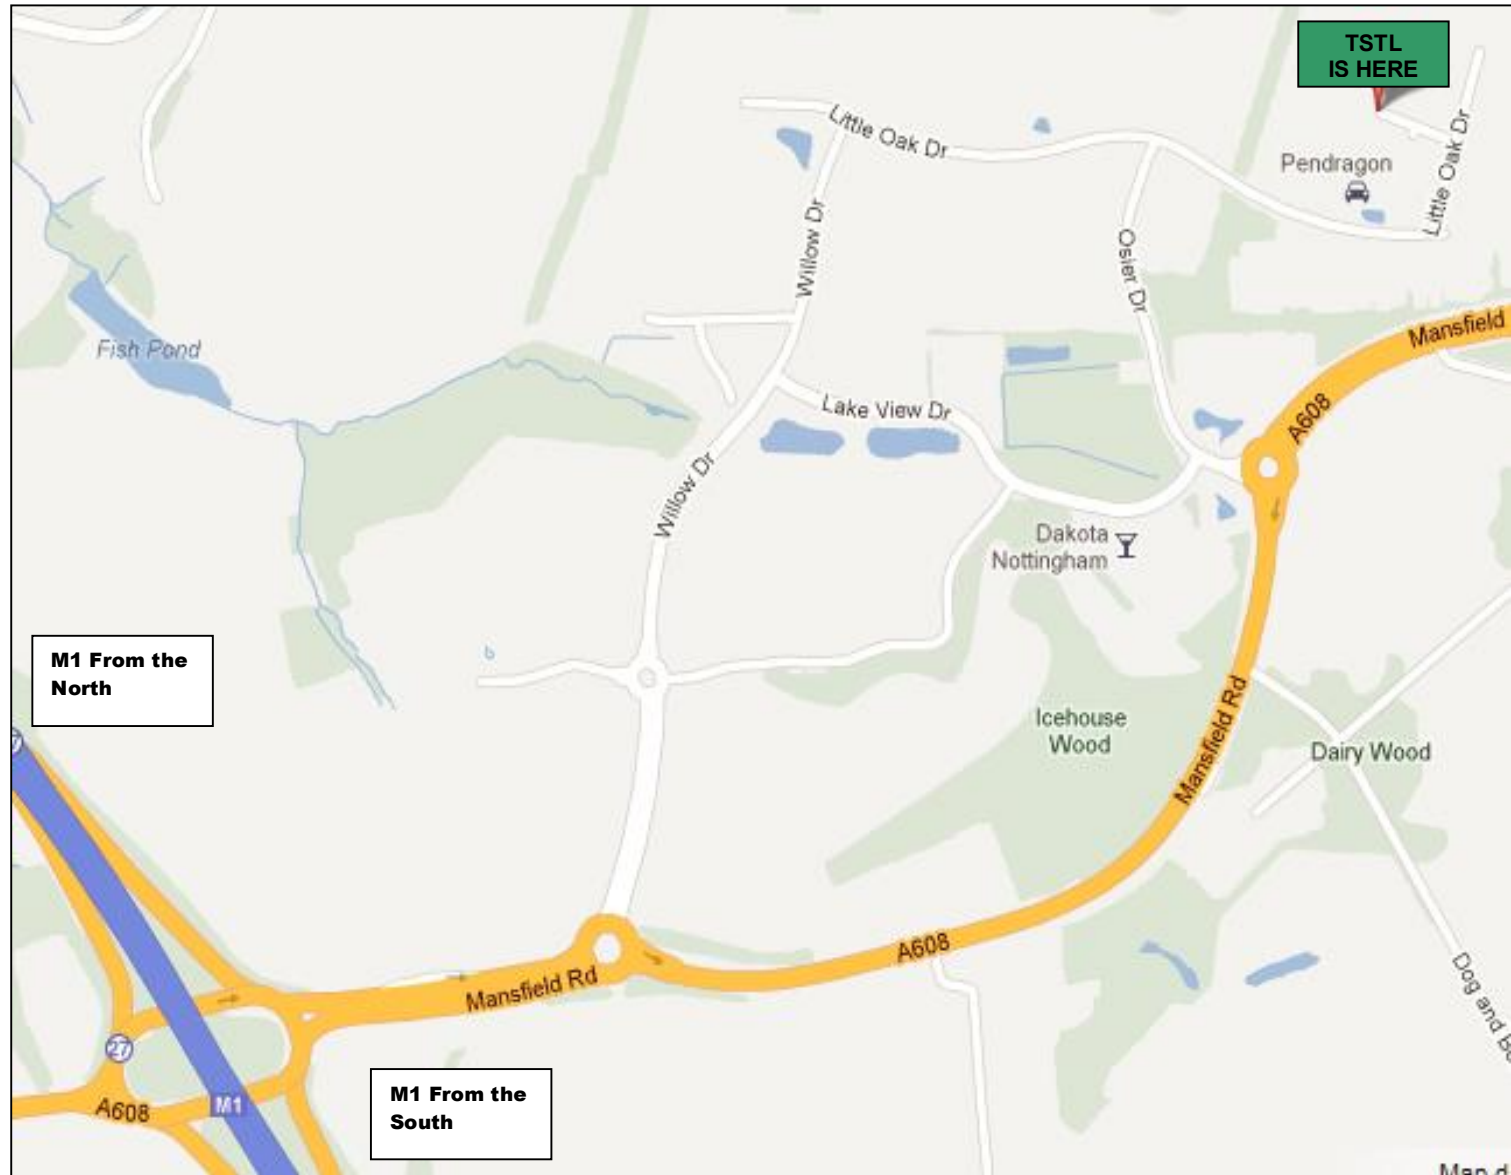 TSTL
IS HERE
Little Oak Dr
Pendragon
Little Oak Dr
Willow Dr
Osier Dr
Mansfield
Fish Pond
A608
Lake View Dr
Willow Dr
Dakota
Nottingham
M1 From the
North
Icehouse
Wood
Mansfield Rd
Dairy Wood
A608
Mansfield Rd
Dog and
27
M1
A608
M1 From the
South